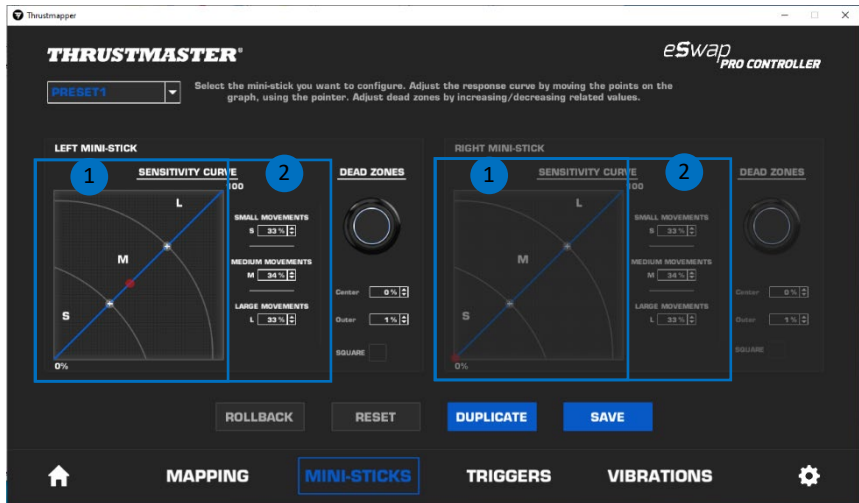 Thrustmapper
THRUSTMASTER®
eSwap
PRO CONTROLLER
PRESET1
Select the mini-stick you want to configure. Adjust the response curve by moving the points on the
graph, using the pointer. Adjust dead zones by increasing/decreasing related values.
LEFT MINI-STICK
1
SENSITIVITY CURVE
2
DEAD ZONES
100
L
M
S
0%
SMALL MOVEMENTS
S 33 %
MEDIUM MOVEMENTS
M 34 %
LARGE MOVEMENTS
L 33 %
Center 0 %
Outer 1 %
SQUARE
RIGHT MINI-STICK
1
SENSITIVITY CURVE
2
DEAD ZONES
100
L
M
S
0%
SMALL MOVEMENTS
S 33 %
MEDIUM MOVEMENTS
M 34 %
LARGE MOVEMENTS
L 33 %
Center 0 %
Outer 1 %
SQUARE
ROLLBACK
RESET
DUPLICATE
SAVE
MAPPING
MINI-STICKS
TRIGGERS
VIBRATIONS